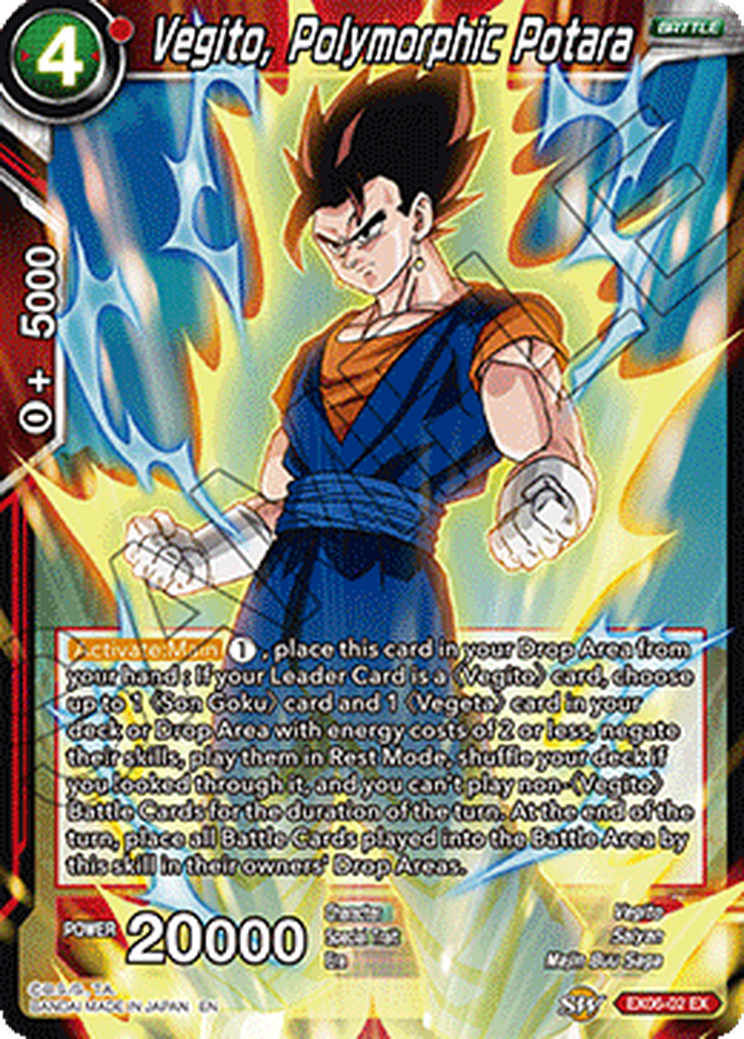 4
Vegito, Polymorphic Potara
BATTLE
0 + 5000
Activate:Main 1 , place this card in your Drop Area from
your hand : If your Leader Card is a 《Vegito》 card, choose
up to 1 《Son Goku》 card and 1 《Vegeta》 card in your
deck or Drop Area with energy costs of 2 or less, negate
their skills, play them in Rest Mode, shuffle your deck if
you looked through it, and you can't play non-《Vegito》
Battle Cards for the duration of the turn. At the end of the
turn, place all Battle Cards played into the Battle Area by
this skill in their owners' Drop Areas.
POWER 20000
Character Vegito
Special Trait Saiyan
Era Majin Buu Saga
BANDAI MADE IN JAPAN EN
SW EX06-02 EX